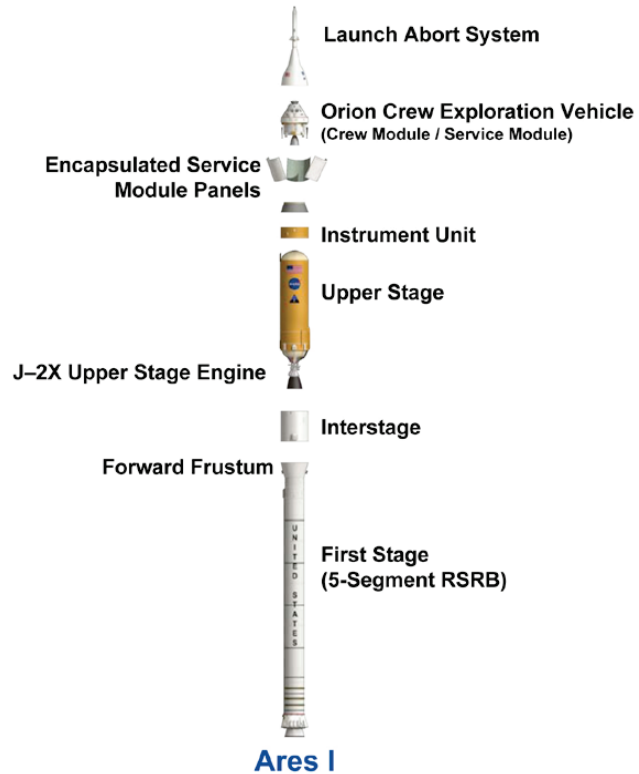 Launch Abort System
Orion Crew Exploration Vehicle
(Crew Module / Service Module)
Encapsulated Service
Module Panels
Instrument Unit
Upper Stage
J–2X Upper Stage Engine
Interstage
Forward Frustum
First Stage
(5-Segment RSRB)
UNITED STATES
Ares I